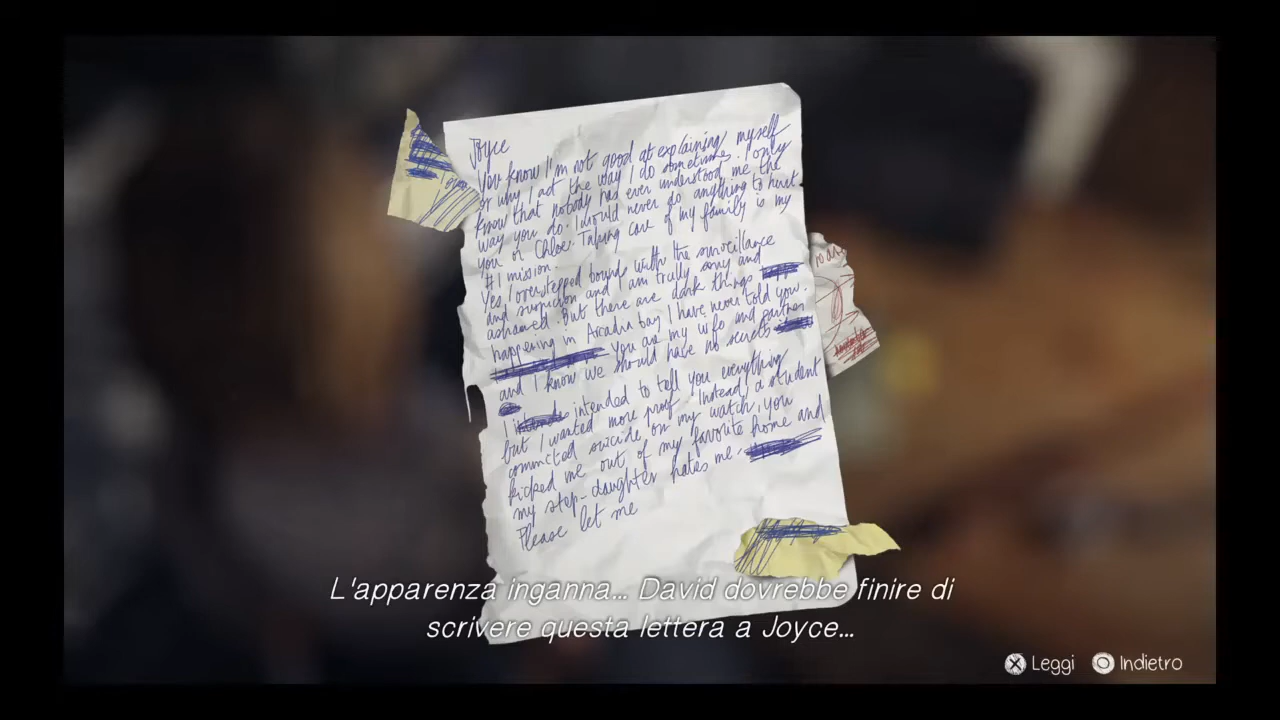 Joyce
You know I'm not good at explaining myself
or why I act the way I do sometimes. I only
know that nobody has ever understood me the
way you do. I would never do anything to hurt
you or Chloe. Taking care of my family is my
#1 mission.
Yes, I overstepped bounds with the surveillance
and suspicion and I am trully sorry and
ashamed. But there are dark things
happening in Arcadia bay I have never told you.
You are my wife and partner
and I know we should have no secrets
I intended to tell you everything
but I wanted more proof. Instead, a student
committed suicide on my watch, you
kicked me out of my favorite home and
my step-daughter hates me.
Please let me
L'apparenza inganna... David dovrebbe finire di
scrivere questa lettera a Joyce...
Leggi Indietro